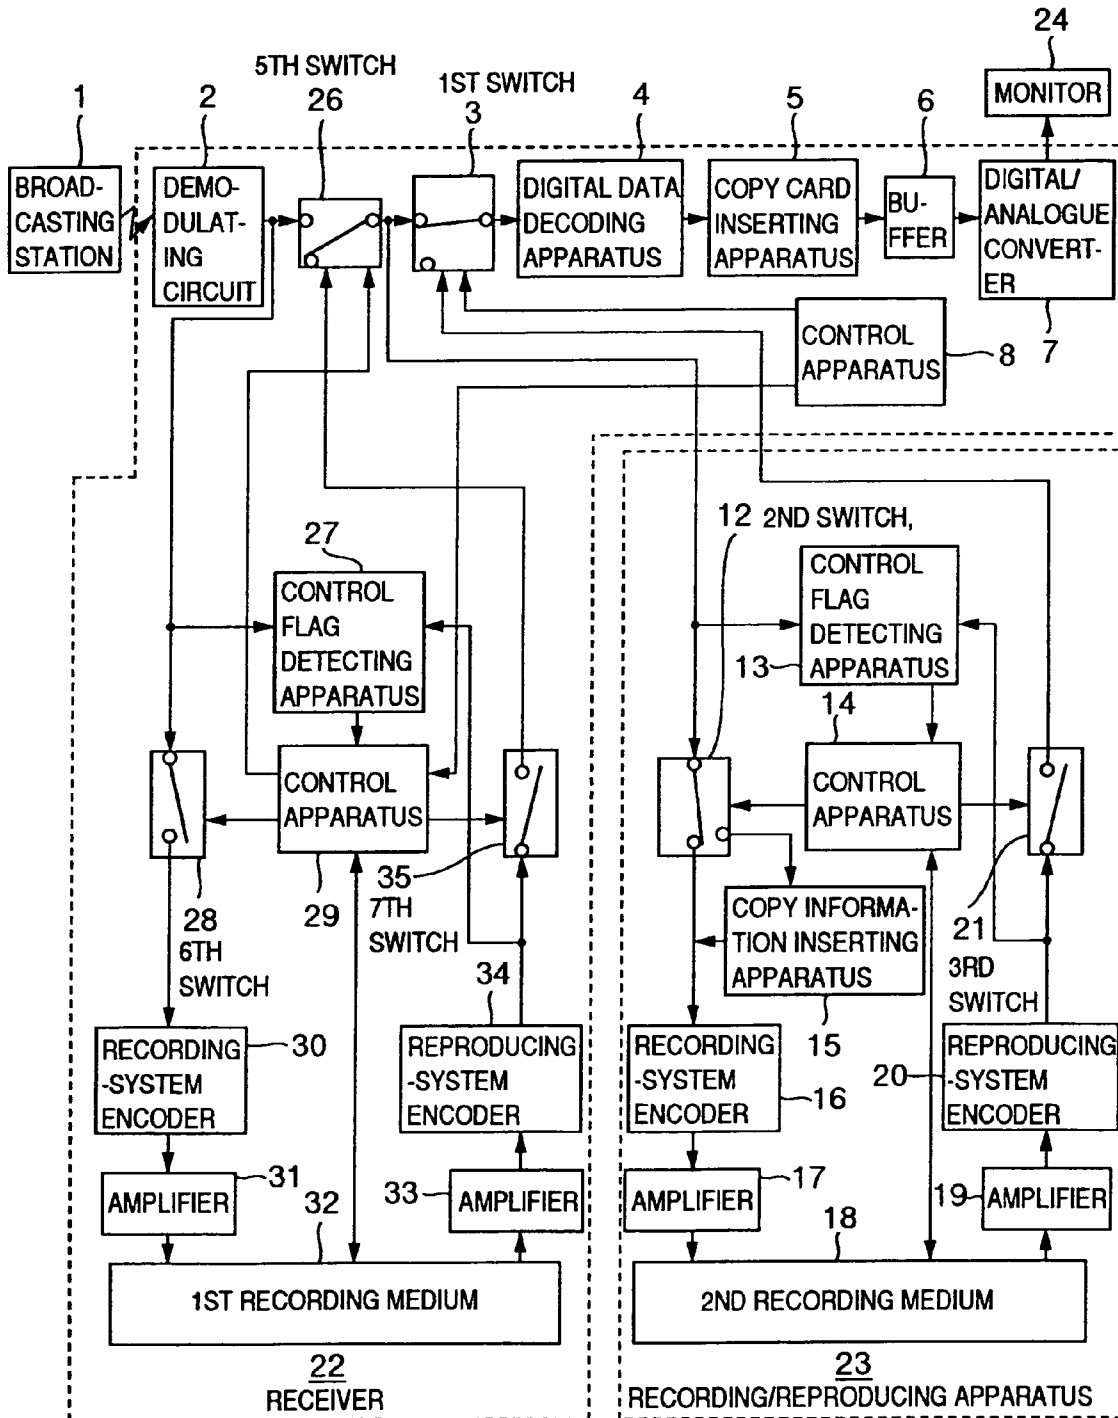 24
MONITOR
5TH SWITCH
26
1ST SWITCH
3
1
2
4
5
6
BROAD-
CASTING
STATION
DEMO-
DULAT-
ING
CIRCUIT
DIGITAL DATA
DECODING
APPARATUS
COPY CARD
INSERTING
APPARATUS
BU-
FFER
DIGITAL/
ANALOGUE
CONVERT-
ER
7
CONTROL
APPARATUS
8
27
CONTROL
FLAG
DETECTING
APPARATUS
12 2ND SWITCH,
CONTROL
FLAG
DETECTING
APPARATUS
13
14
CONTROL
APPARATUS
29
CONTROL
APPARATUS
28
6TH
SWITCH
35
7TH
SWITCH
34
COPY INFORMA-
TION INSERTING
APPARATUS
15
21
3RD
SWITCH
RECORDING
-SYSTEM
ENCODER
30
REPRODUCING
-SYSTEM
ENCODER
RECORDING
-SYSTEM
ENCODER
16
20
REPRODUCING
-SYSTEM
ENCODER
AMPLIFIER
31
33
AMPLIFIER
AMPLIFIER
17
19
AMPLIFIER
32
1ST RECORDING MEDIUM
18
2ND RECORDING MEDIUM
22
RECEIVER
23
RECORDING/REPRODUCING APPARATUS